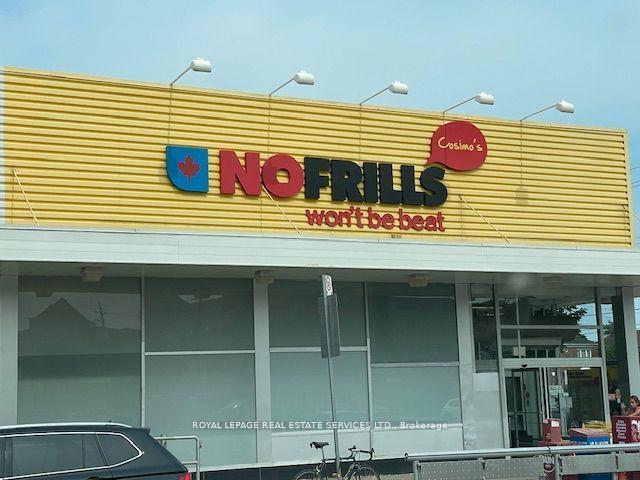 Cosimo's
NOFRILLS
won't be beat
ROYAL LEPAGE REAL ESTATE SERVICES LTD., Brokerage